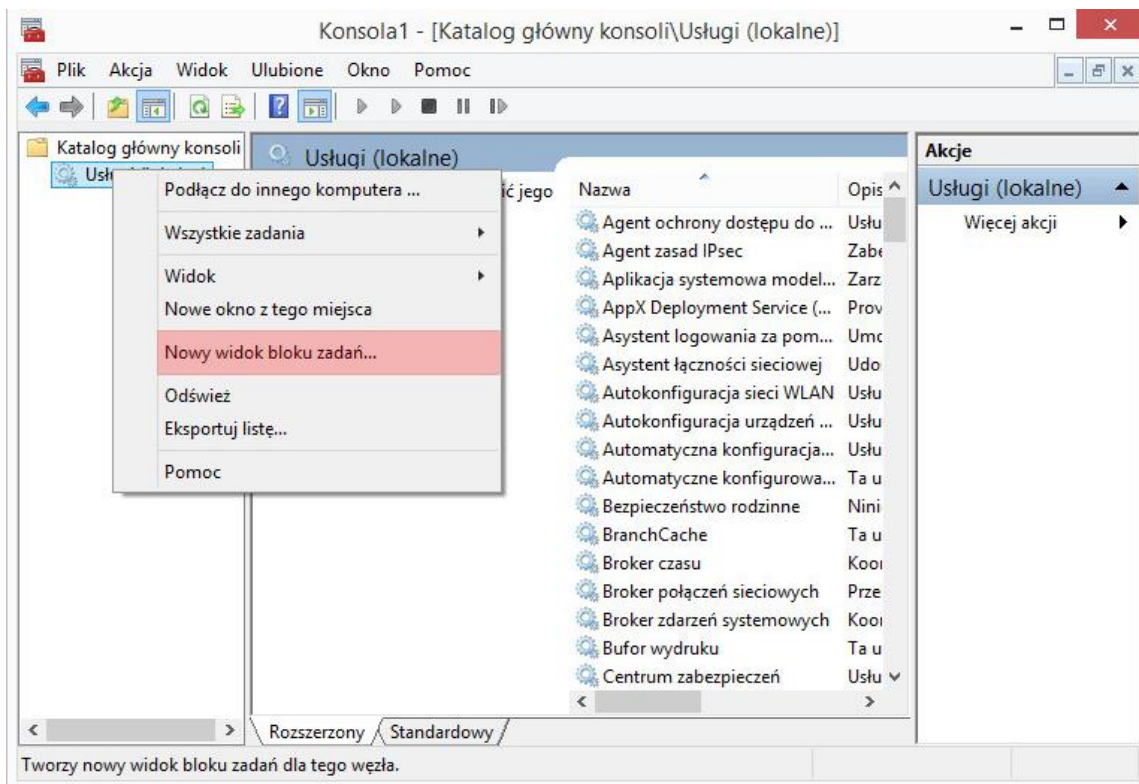 Konsola1 - [Katalog główny konsoli\Usługi (lokalne)]
Plik Akcja Widok Ulubione Okno Pomoc
Katalog główny konsoli
Usługi (lokalne)
ić jego
Podłącz do innego komputera ...
Wszystkie zadania
Widok
Nowe okno z tego miejsca
Nowy widok bloku zadań...
Odśwież
Eksportuj listę...
Pomoc
Nazwa Opis
Agent ochrony dostępu do ... Usłu
Agent zasad IPsec Zabe
Aplikacja systemowa model... Zarz
AppX Deployment Service (... Prov
Asystent logowania za pom... Umo
Asystent łączności sieciowej Udo
Autokonfiguracja sieci WLAN Usłu
Autokonfiguracja urządzeń ... Usłu
Automatyczna konfiguracja... Usłu
Automatyczne konfigurowa... Ta u
Bezpieczeństwo rodzinne Nini
BranchCache Ta u
Broker czasu Koor
Broker połączeń sieciowych Prze
Broker zdarzeń systemowych Koor
Bufor wydruku Ta u
Centrum zabezpieczeń Usłu
Rozszerzony Standardowy
Akcje
Usługi (lokalne)
Więcej akcji
Tworzy nowy widok bloku zadań dla tego węzła.